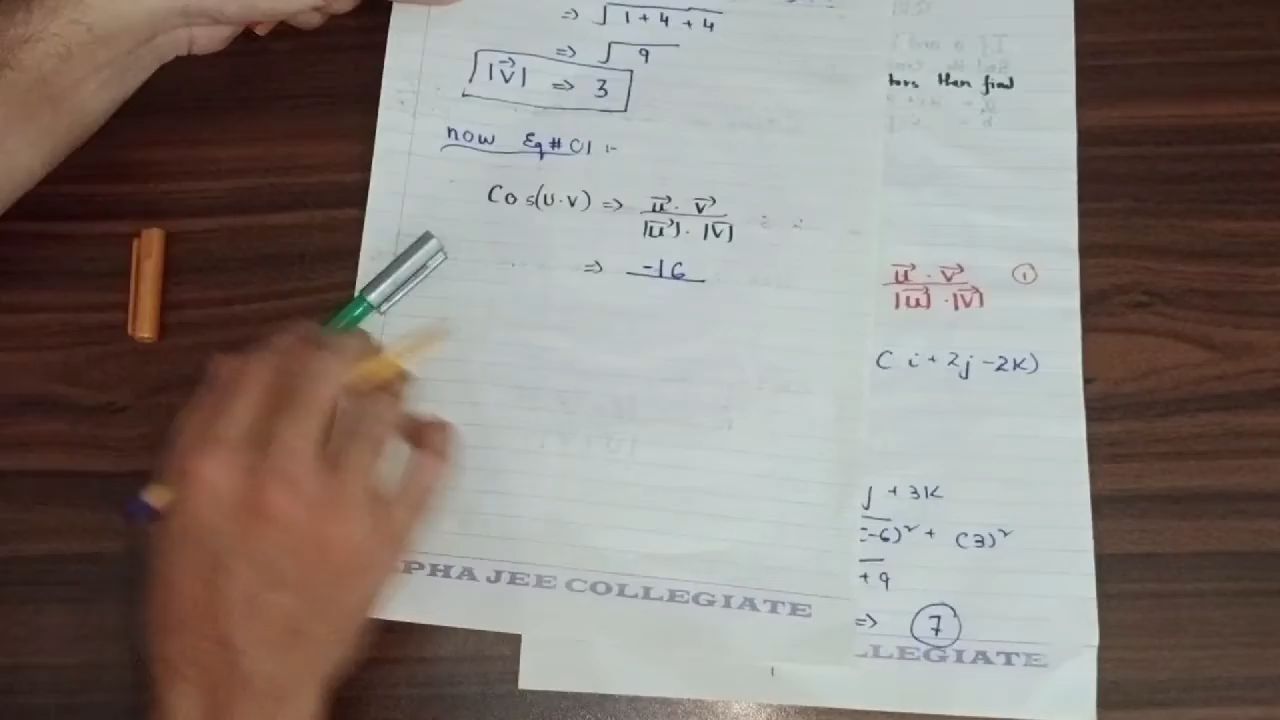 => √1 + 4 + 4
=> √9
|V⃗| => 3
now Eq # 01 :-
Cos(u·v) => u⃗ · v⃗
|u⃗| · |v⃗|
=> -16
PHA JEE COLLEGIATE
tors then find
u⃗ · v⃗ ①
|u⃗| · |v⃗|
( i + 2j - 2K)
j + 3K
-6)² + (3)²
+ 9
=> 7
LLEGIATE